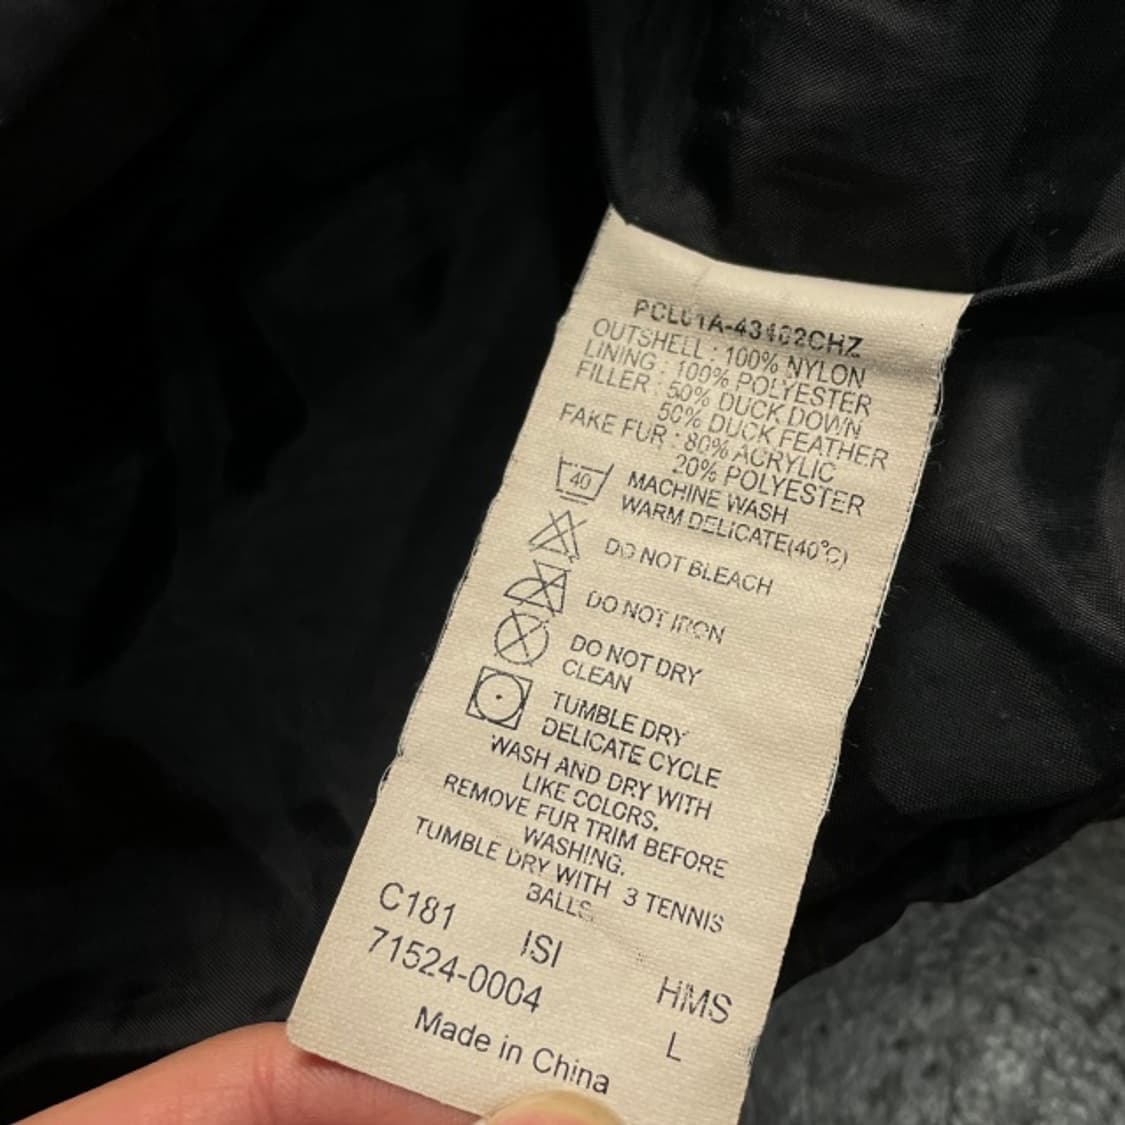 OUTSHELL : 100% NYLON
LINING : 100% POLYESTER
FILLER : 50% DUCK DOWN
50% DUCK FEATHER
FAKE FUR : 80% ACRYLIC
20% POLYESTER
40
MACHINE WASH
WARM DELICATE(40°C)
DO NOT BLEACH
DO NOT IRON
DO NOT DRY
CLEAN
TUMBLE DRY
DELICATE CYCLE
WASH AND DRY WITH
LIKE COLORS.
REMOVE FUR TRIM BEFORE
WASHING.
TUMBLE DRY WITH 3 TENNIS
BALLS
C181
ISI
HMS
71524-0004
L
Made in China